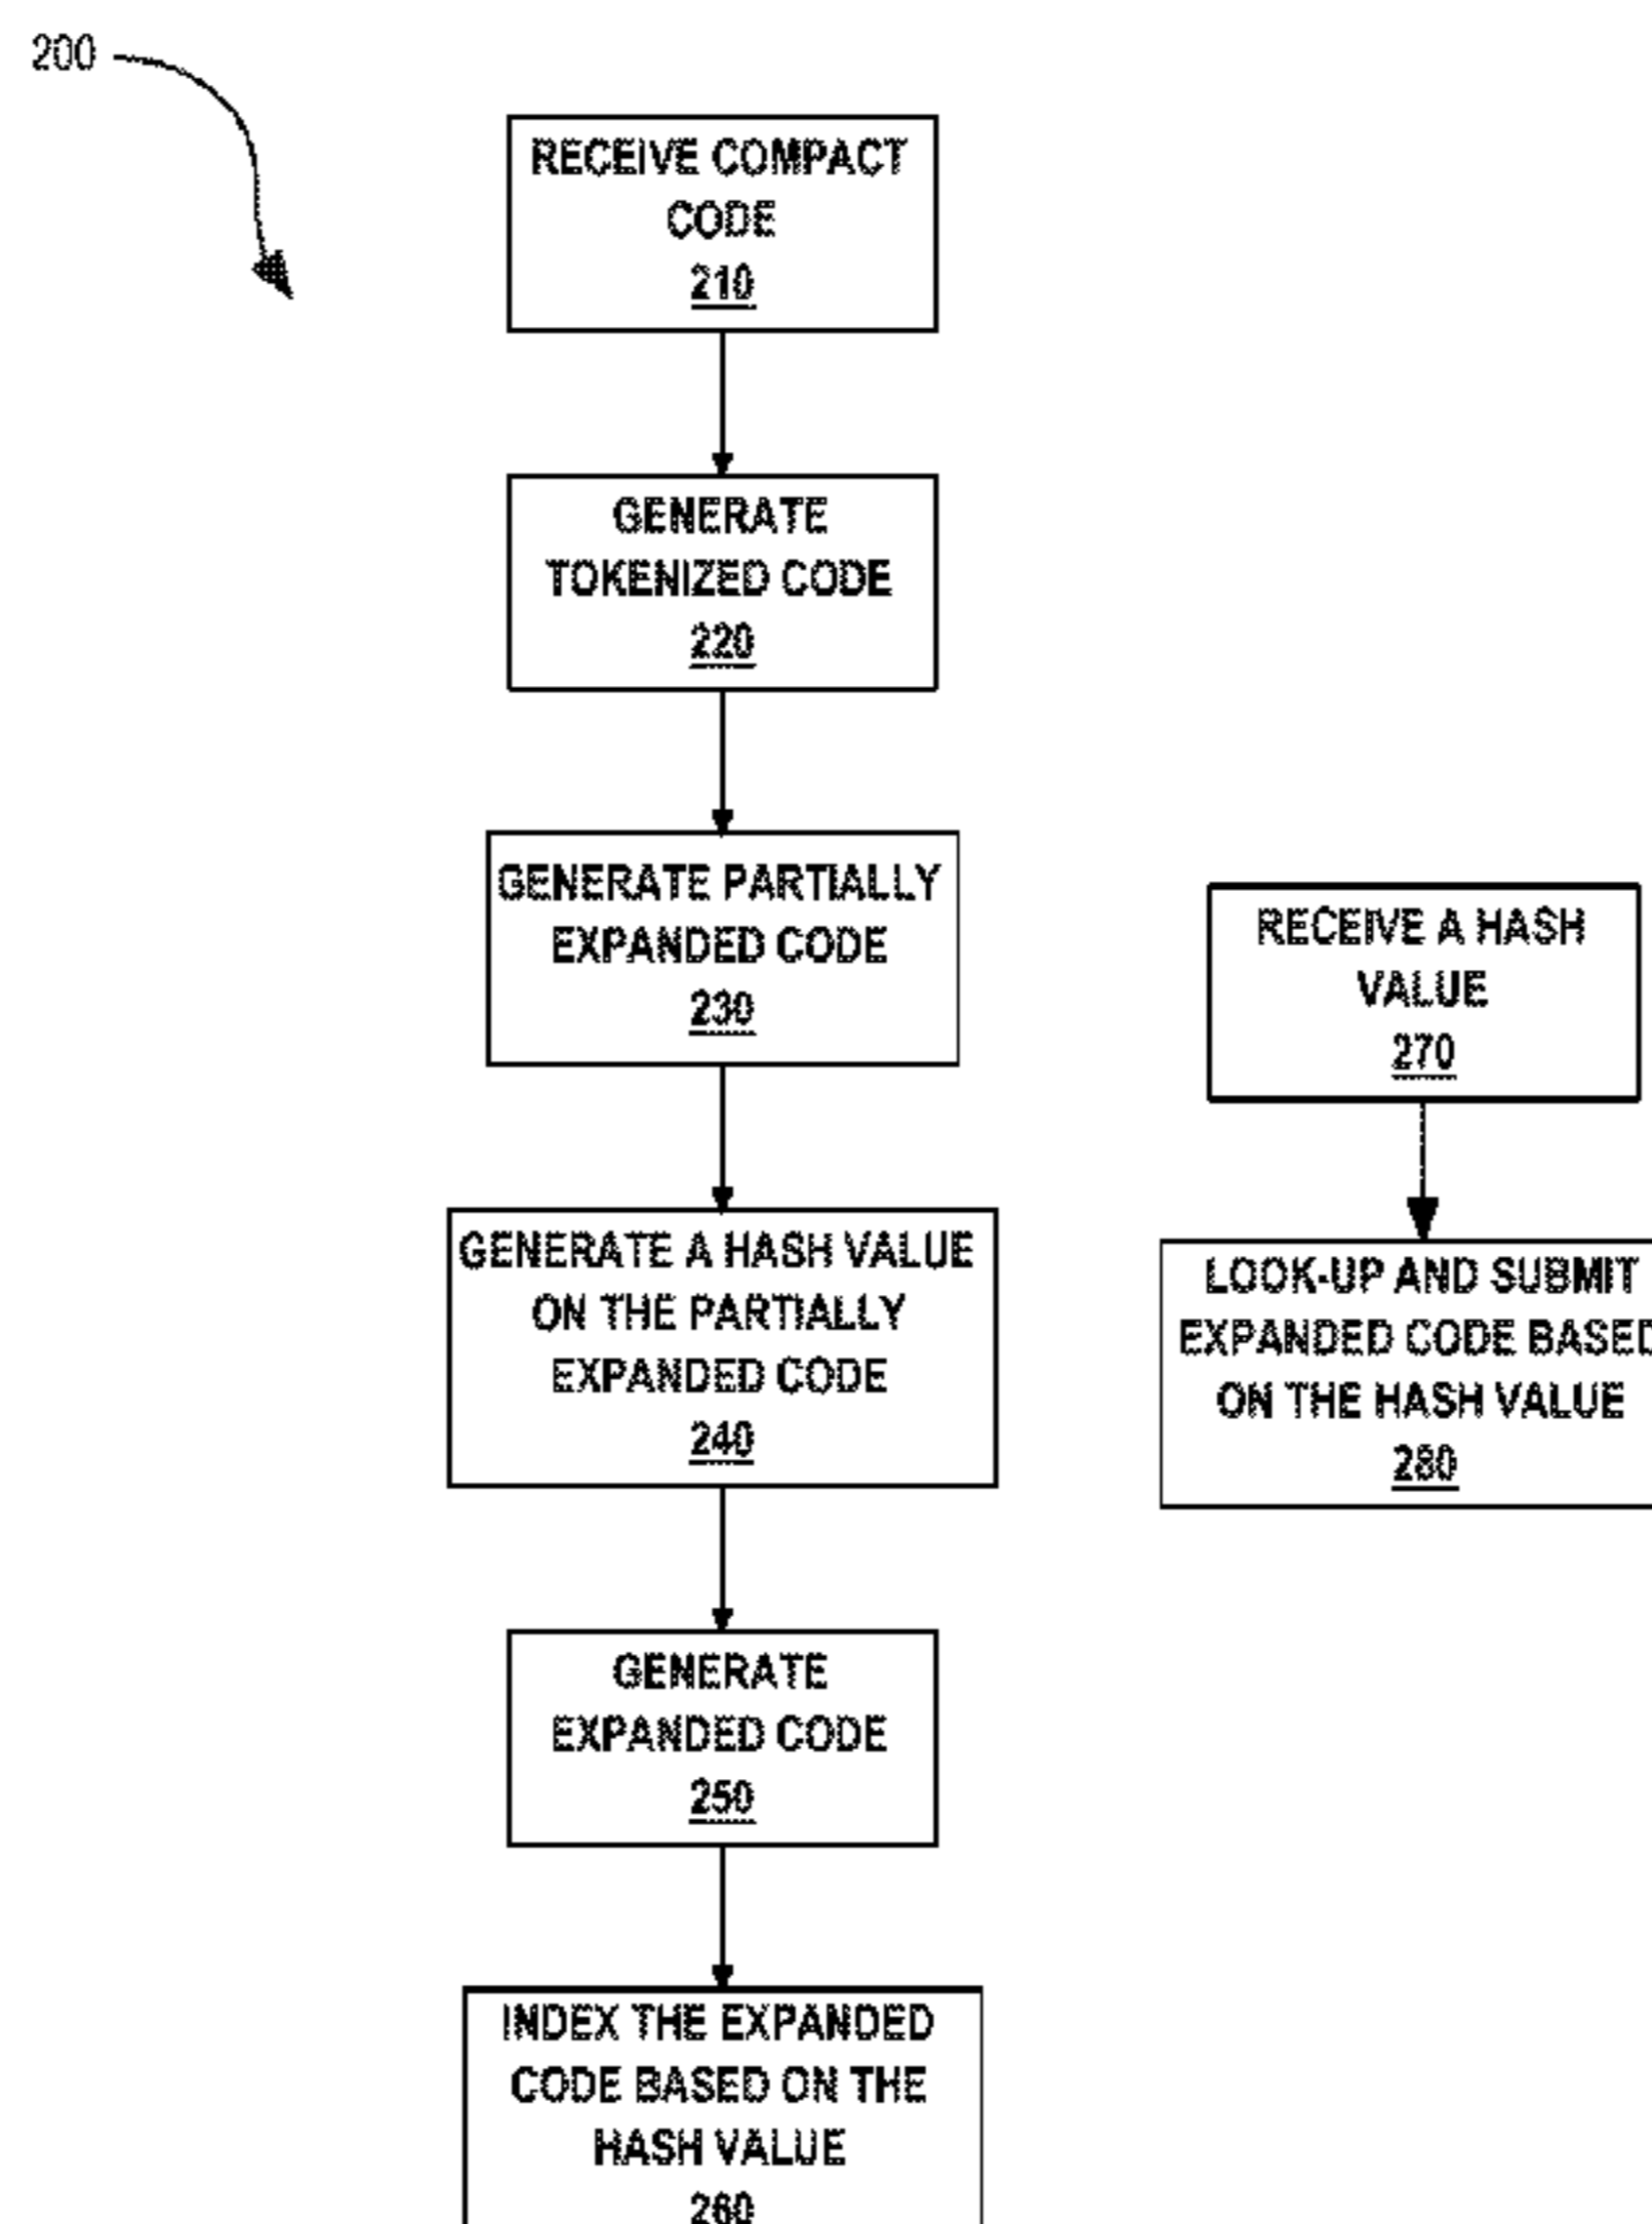 200
RECEIVE COMPACT
CODE
210
GENERATE
TOKENIZED CODE
220
GENERATE PARTIALLY
EXPANDED CODE
230
GENERATE A HASH VALUE
ON THE PARTIALLY
EXPANDED CODE
240
GENERATE
EXPANDED CODE
250
INDEX THE EXPANDED
CODE BASED ON THE
HASH VALUE
260
RECEIVE A HASH
VALUE
270
LOOK-UP AND SUBMIT
EXPANDED CODE BASED
ON THE HASH VALUE
280